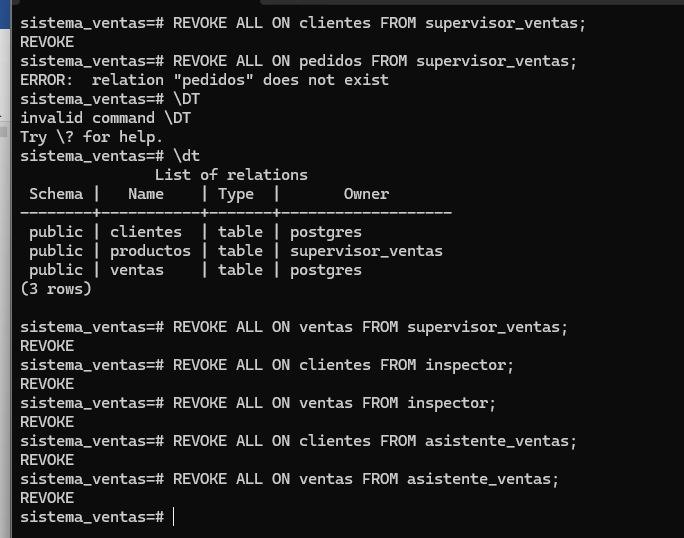 sistema_ventas=# REVOKE ALL ON clientes FROM supervisor_ventas;
REVOKE
sistema_ventas=# REVOKE ALL ON pedidos FROM supervisor_ventas;
ERROR:  relation "pedidos" does not exist
sistema_ventas=# \DT
invalid command \DT
Try \? for help.
sistema_ventas=# \dt
              List of relations
 Schema |   Name    | Type  |       Owner
--------+-----------+-------+-------------------
 public | clientes  | table | postgres
 public | productos | table | supervisor_ventas
 public | ventas    | table | postgres
(3 rows)

sistema_ventas=# REVOKE ALL ON ventas FROM supervisor_ventas;
REVOKE
sistema_ventas=# REVOKE ALL ON clientes FROM inspector;
REVOKE
sistema_ventas=# REVOKE ALL ON ventas FROM inspector;
REVOKE
sistema_ventas=# REVOKE ALL ON clientes FROM asistente_ventas;
REVOKE
sistema_ventas=# REVOKE ALL ON ventas FROM asistente_ventas;
REVOKE
sistema_ventas=#